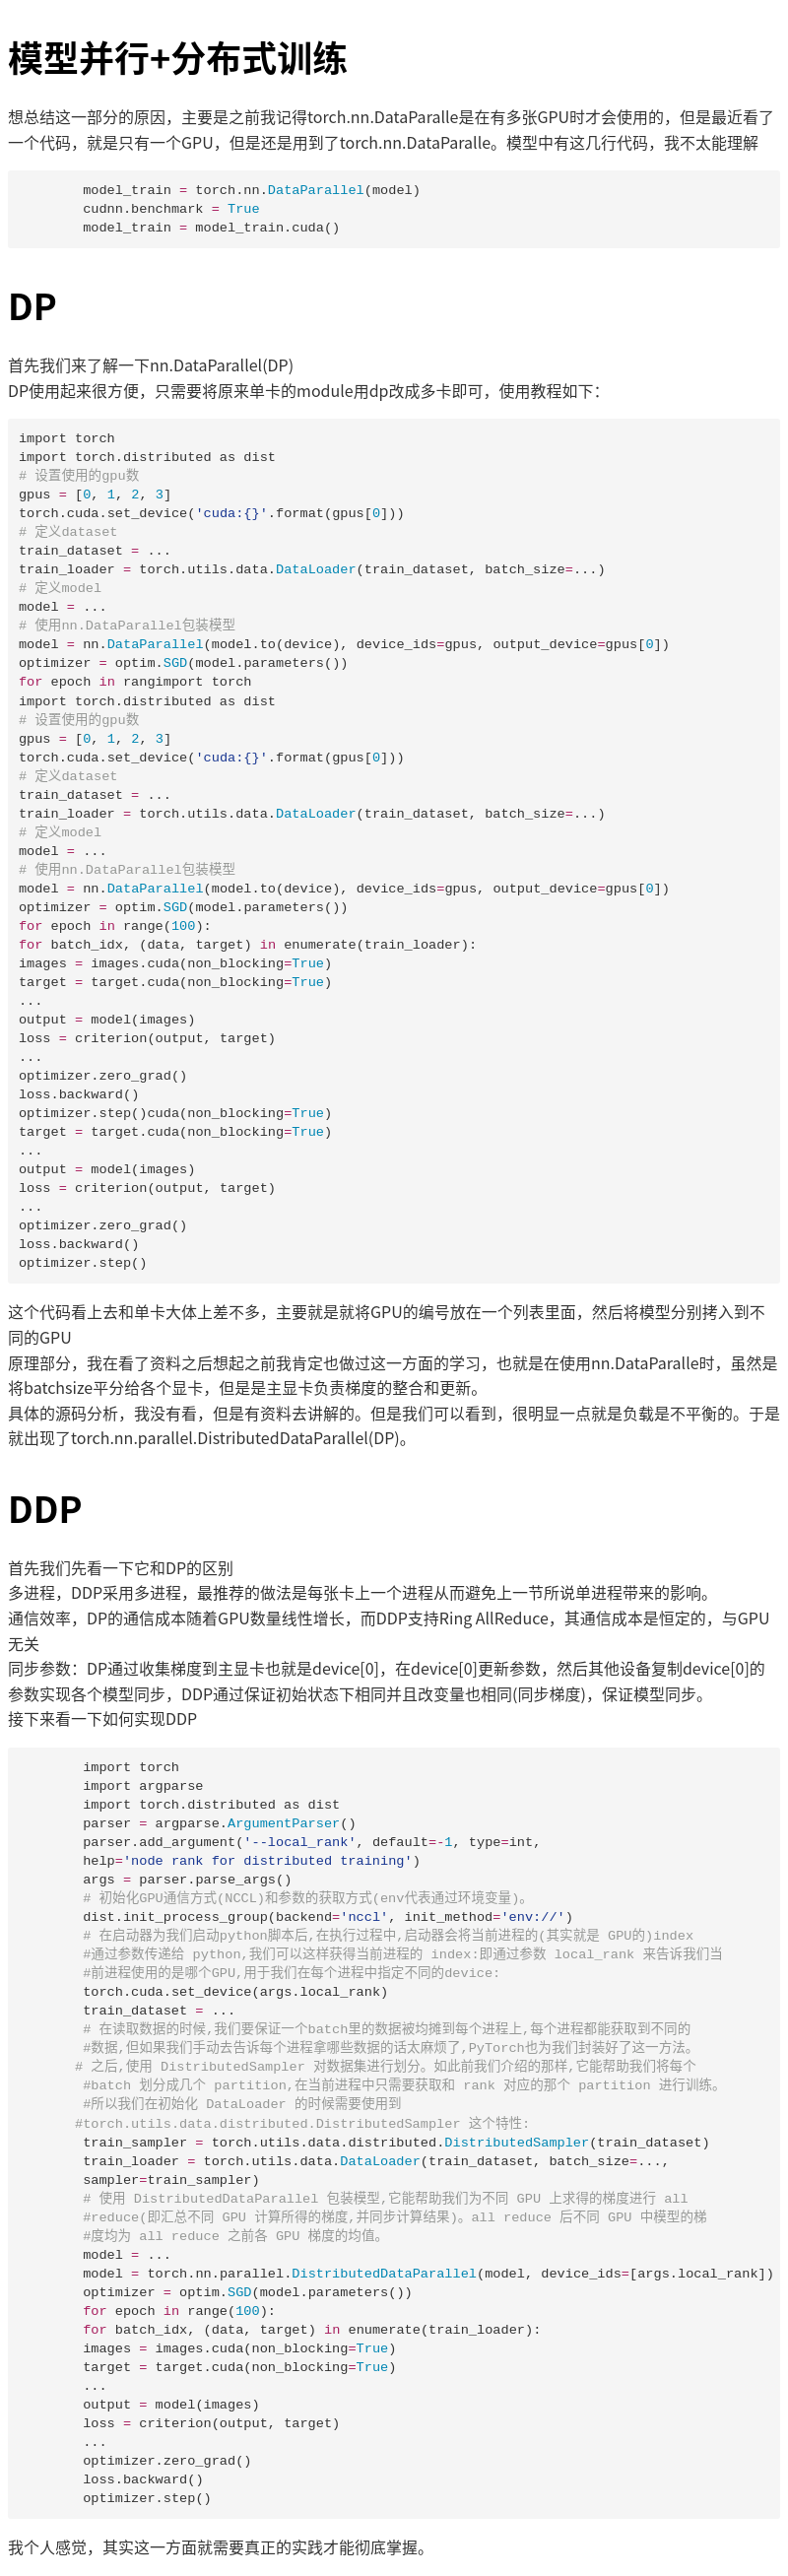 模型并行+分布式训练
想总结这一部分的原因，主要是之前我记得torch.nn.DataParalle是在有多张GPU时才会使用的，但是最近看了
一个代码，就是只有一个GPU，但是还是用到了torch.nn.DataParalle。模型中有这几行代码，我不太能理解
model_train = torch.nn.DataParallel(model)
cudnn.benchmark = True
model_train = model_train.cuda()
DP
首先我们来了解一下nn.DataParallel(DP)
DP使用起来很方便，只需要将原来单卡的module用dp改成多卡即可，使用教程如下：
import torch
import torch.distributed as dist
# 设置使用的gpu数
gpus = [0, 1, 2, 3]
torch.cuda.set_device('cuda:{}'.format(gpus[0]))
# 定义dataset
train_dataset = ...
train_loader = torch.utils.data.DataLoader(train_dataset, batch_size=...)
# 定义model
model = ...
# 使用nn.DataParallel包装模型
model = nn.DataParallel(model.to(device), device_ids=gpus, output_device=gpus[0])
optimizer = optim.SGD(model.parameters())
for epoch in rangimport torch
import torch.distributed as dist
# 设置使用的gpu数
gpus = [0, 1, 2, 3]
torch.cuda.set_device('cuda:{}'.format(gpus[0]))
# 定义dataset
train_dataset = ...
train_loader = torch.utils.data.DataLoader(train_dataset, batch_size=...)
# 定义model
model = ...
# 使用nn.DataParallel包装模型
model = nn.DataParallel(model.to(device), device_ids=gpus, output_device=gpus[0])
optimizer = optim.SGD(model.parameters())
for epoch in range(100):
for batch_idx, (data, target) in enumerate(train_loader):
images = images.cuda(non_blocking=True)
target = target.cuda(non_blocking=True)
...
output = model(images)
loss = criterion(output, target)
...
optimizer.zero_grad()
loss.backward()
optimizer.step()cuda(non_blocking=True)
target = target.cuda(non_blocking=True)
...
output = model(images)
loss = criterion(output, target)
...
optimizer.zero_grad()
loss.backward()
optimizer.step()
这个代码看上去和单卡大体上差不多，主要就是就将GPU的编号放在一个列表里面，然后将模型分别拷入到不
同的GPU
原理部分，我在看了资料之后想起之前我肯定也做过这一方面的学习，也就是在使用nn.DataParalle时，虽然是
将batchsize平分给各个显卡，但是是主显卡负责梯度的整合和更新。
具体的源码分析，我没有看，但是有资料去讲解的。但是我们可以看到，很明显一点就是负载是不平衡的。于是
就出现了torch.nn.parallel.DistributedDataParallel(DP)。
DDP
首先我们先看一下它和DP的区别
多进程，DDP采用多进程，最推荐的做法是每张卡上一个进程从而避免上一节所说单进程带来的影响。
通信效率，DP的通信成本随着GPU数量线性增长，而DDP支持Ring AllReduce，其通信成本是恒定的，与GPU
无关
同步参数：DP通过收集梯度到主显卡也就是device[0]，在device[0]更新参数，然后其他设备复制device[0]的
参数实现各个模型同步，DDP通过保证初始状态下相同并且改变量也相同(同步梯度)，保证模型同步。
接下来看一下如何实现DDP
import torch
import argparse
import torch.distributed as dist
parser = argparse.ArgumentParser()
parser.add_argument('--local_rank', default=-1, type=int,
help='node rank for distributed training')
args = parser.parse_args()
# 初始化GPU通信方式(NCCL)和参数的获取方式(env代表通过环境变量)。
dist.init_process_group(backend='nccl', init_method='env://')
# 在启动器为我们启动python脚本后,在执行过程中,启动器会将当前进程的(其实就是 GPU的)index
#通过参数传递给 python,我们可以这样获得当前进程的 index:即通过参数 local_rank 来告诉我们当
#前进程使用的是哪个GPU,用于我们在每个进程中指定不同的device:
torch.cuda.set_device(args.local_rank)
train_dataset = ...
# 在读取数据的时候,我们要保证一个batch里的数据被均摊到每个进程上,每个进程都能获取到不同的
#数据,但如果我们手动去告诉每个进程拿哪些数据的话太麻烦了,PyTorch也为我们封装好了这一方法。
# 之后,使用 DistributedSampler 对数据集进行划分。如此前我们介绍的那样,它能帮助我们将每个
#batch 划分成几个 partition,在当前进程中只需要获取和 rank 对应的那个 partition 进行训练。
#所以我们在初始化 DataLoader 的时候需要使用到
#torch.utils.data.distributed.DistributedSampler 这个特性:
train_sampler = torch.utils.data.distributed.DistributedSampler(train_dataset)
train_loader = torch.utils.data.DataLoader(train_dataset, batch_size=...,
sampler=train_sampler)
# 使用 DistributedDataParallel 包装模型,它能帮助我们为不同 GPU 上求得的梯度进行 all
#reduce(即汇总不同 GPU 计算所得的梯度,并同步计算结果)。all reduce 后不同 GPU 中模型的梯
#度均为 all reduce 之前各 GPU 梯度的均值。
model = ...
model = torch.nn.parallel.DistributedDataParallel(model, device_ids=[args.local_rank])
optimizer = optim.SGD(model.parameters())
for epoch in range(100):
for batch_idx, (data, target) in enumerate(train_loader):
images = images.cuda(non_blocking=True)
target = target.cuda(non_blocking=True)
...
output = model(images)
loss = criterion(output, target)
...
optimizer.zero_grad()
loss.backward()
optimizer.step()
我个人感觉，其实这一方面就需要真正的实践才能彻底掌握。